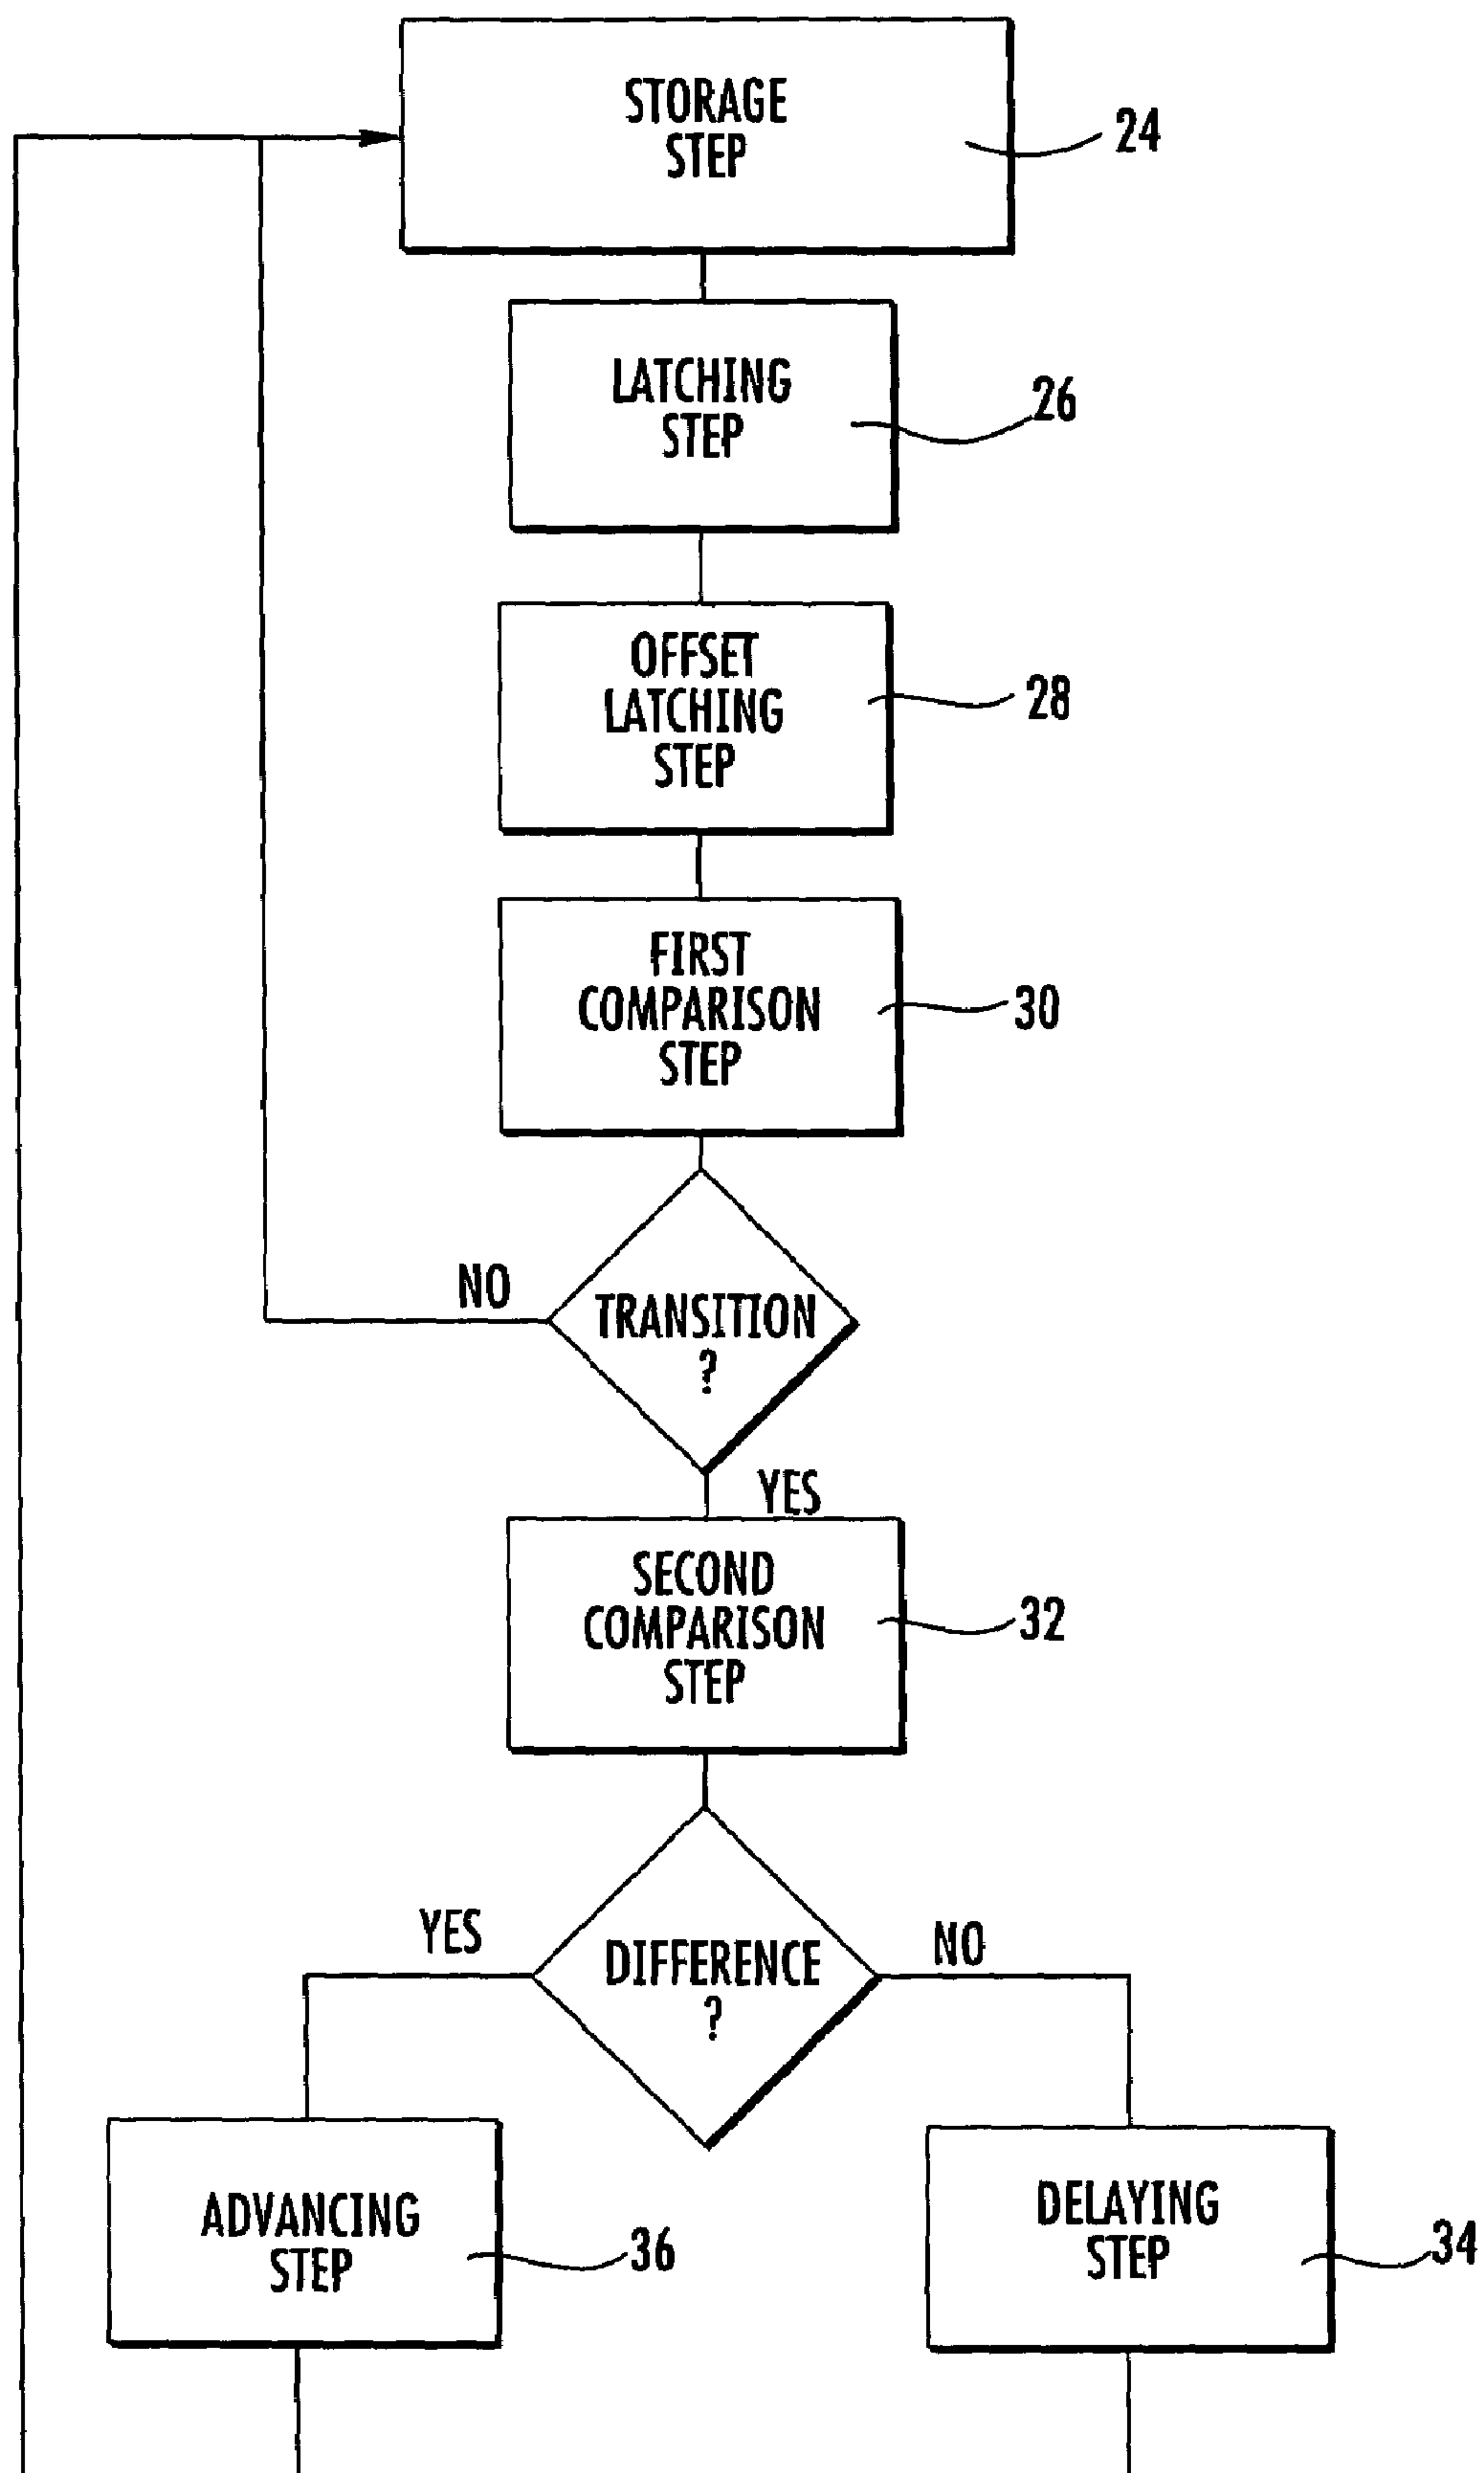 STORAGE
STEP
24
LATCHING
STEP
26
OFFSET
LATCHING
STEP
28
FIRST
COMPARISON
STEP
30
NO
TRANSITION
?
YES
SECOND
COMPARISON
STEP
32
YES
DIFFERENCE
?
NO
ADVANCING
STEP
36
DELAYING
STEP
34